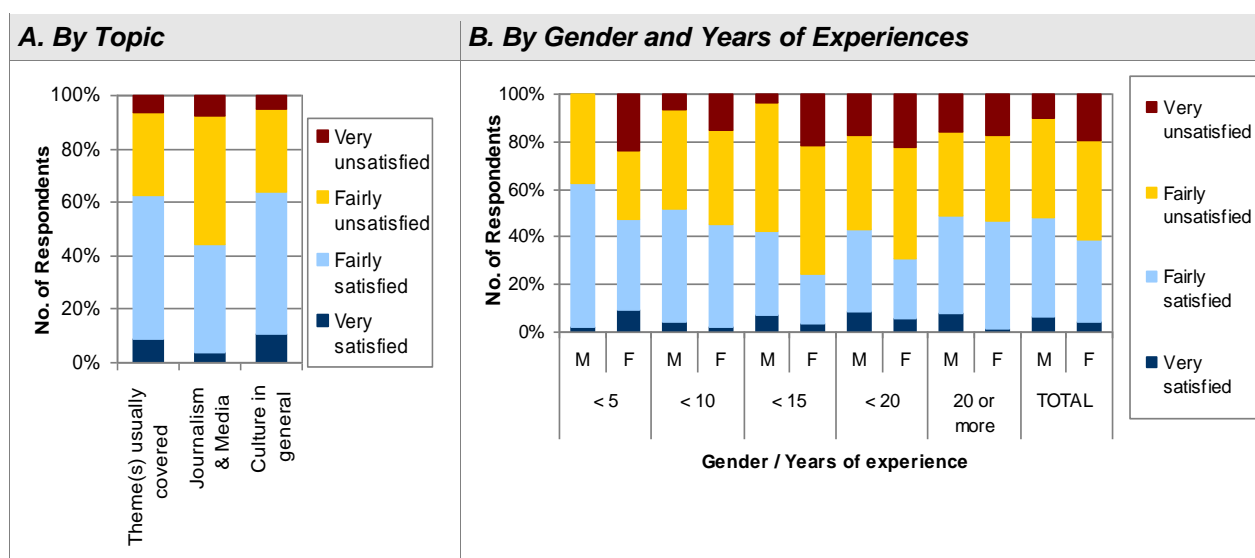 A. By Topic
100%
80%
60%
40%
20%
0%
No. of Respondents
Theme(s) usually
covered
Journalism
& Media
Culture in
general
Very
unsatisfied
Fairly
unsatisfied
Fairly
satisfied
Very
satisfied
B. By Gender and Years of Experiences
100%
80%
60%
40%
20%
0%
No. of Respondents
M F M F M F M F M F M F
< 5 < 10 < 15 < 20 20 or more TOTAL
Gender / Years of experience
Very
unsatisfied
Fairly
unsatisfied
Fairly
satisfied
Very
satisfied